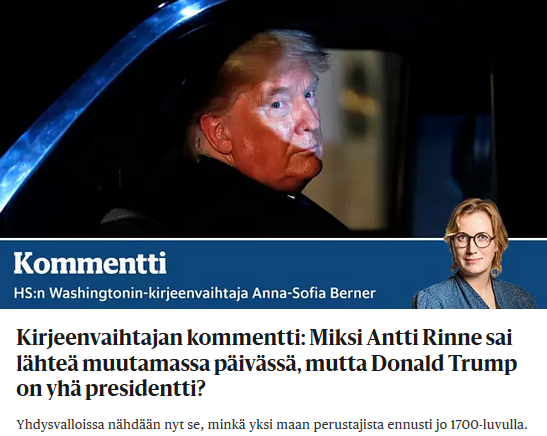 Kommentti
HS:n Washingtonin-kirjeenvaihtaja Anna-Sofia Berner
Kirjeenvaihtajan kommentti: Miksi Antti Rinne sai
lähteä muutamassa päivässä, mutta Donald Trump
on yhä presidentti?
Yhdysvalloissa nähdään nyt se, minkä yksi maan perustajista ennusti jo 1700-luvulla.